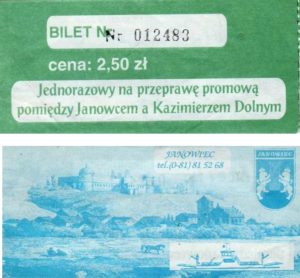 BILET Nr Nr 012483
cena: 2,50 zł
Jednorazowy na przeprawę promową
pomiędzy Janowcem a Kazimierzem Dolnym
JANOWIEC
tel.(0-81) 81 52 68
JANOWIEC